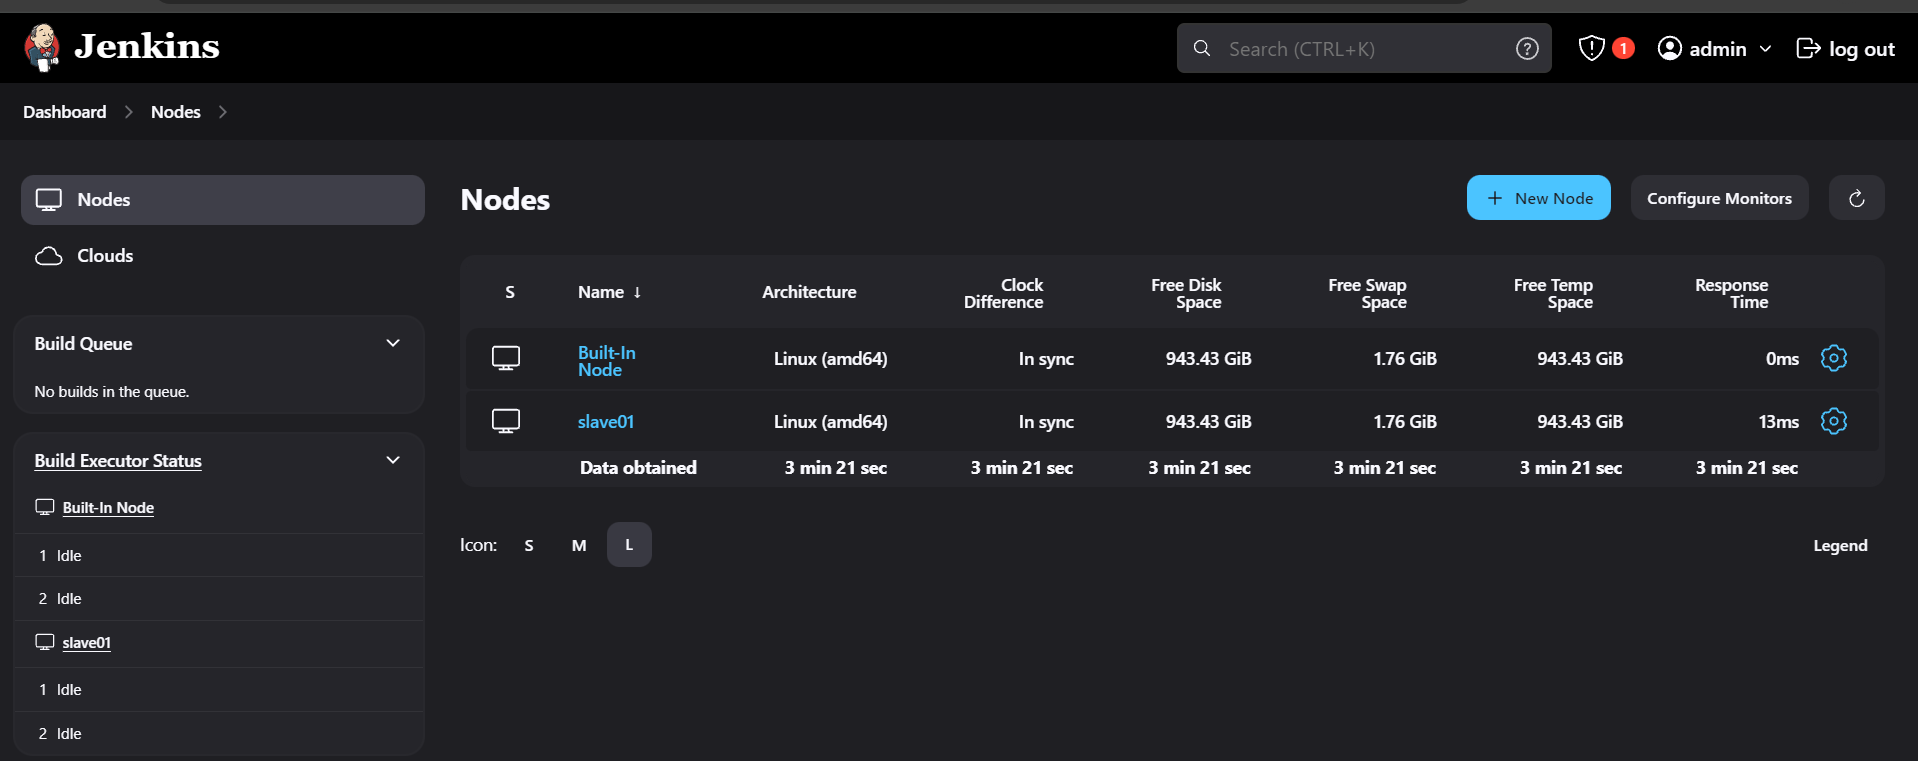 Jenkins
Search (CTRL+K)
?
1
admin
log out
Dashboard
Nodes
Nodes
Clouds
Build Queue
No builds in the queue.
Build Executor Status
Built-In Node
1 Idle
2 Idle
slave01
1 Idle
2 Idle
Nodes
+ New Node
Configure Monitors
S Name ↓ Architecture Clock Difference Free Disk Space Free Swap Space Free Temp Space Response Time
Built-In Node Linux (amd64) In sync 943.43 GiB 1.76 GiB 943.43 GiB 0ms
slave01 Linux (amd64) In sync 943.43 GiB 1.76 GiB 943.43 GiB 13ms
Data obtained 3 min 21 sec 3 min 21 sec 3 min 21 sec 3 min 21 sec 3 min 21 sec 3 min 21 sec
Icon: S M L
Legend